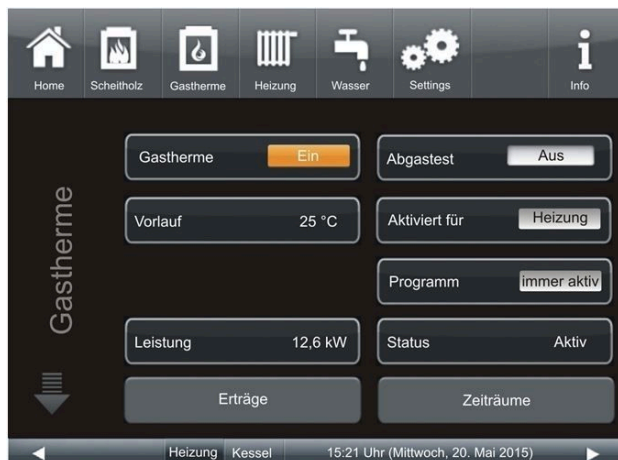 Home Scheitholz Gastherme Heizung Wasser Settings Info
Gastherme
Gastherme Ein
Abgastest Aus
Vorlauf 25 °C
Aktiviert für Heizung
Programm immer aktiv
Leistung 12,6 kW
Status Aktiv
Erträge
Zeiträume
Heizung Kessel 15:21 Uhr (Mittwoch, 20. Mai 2015)